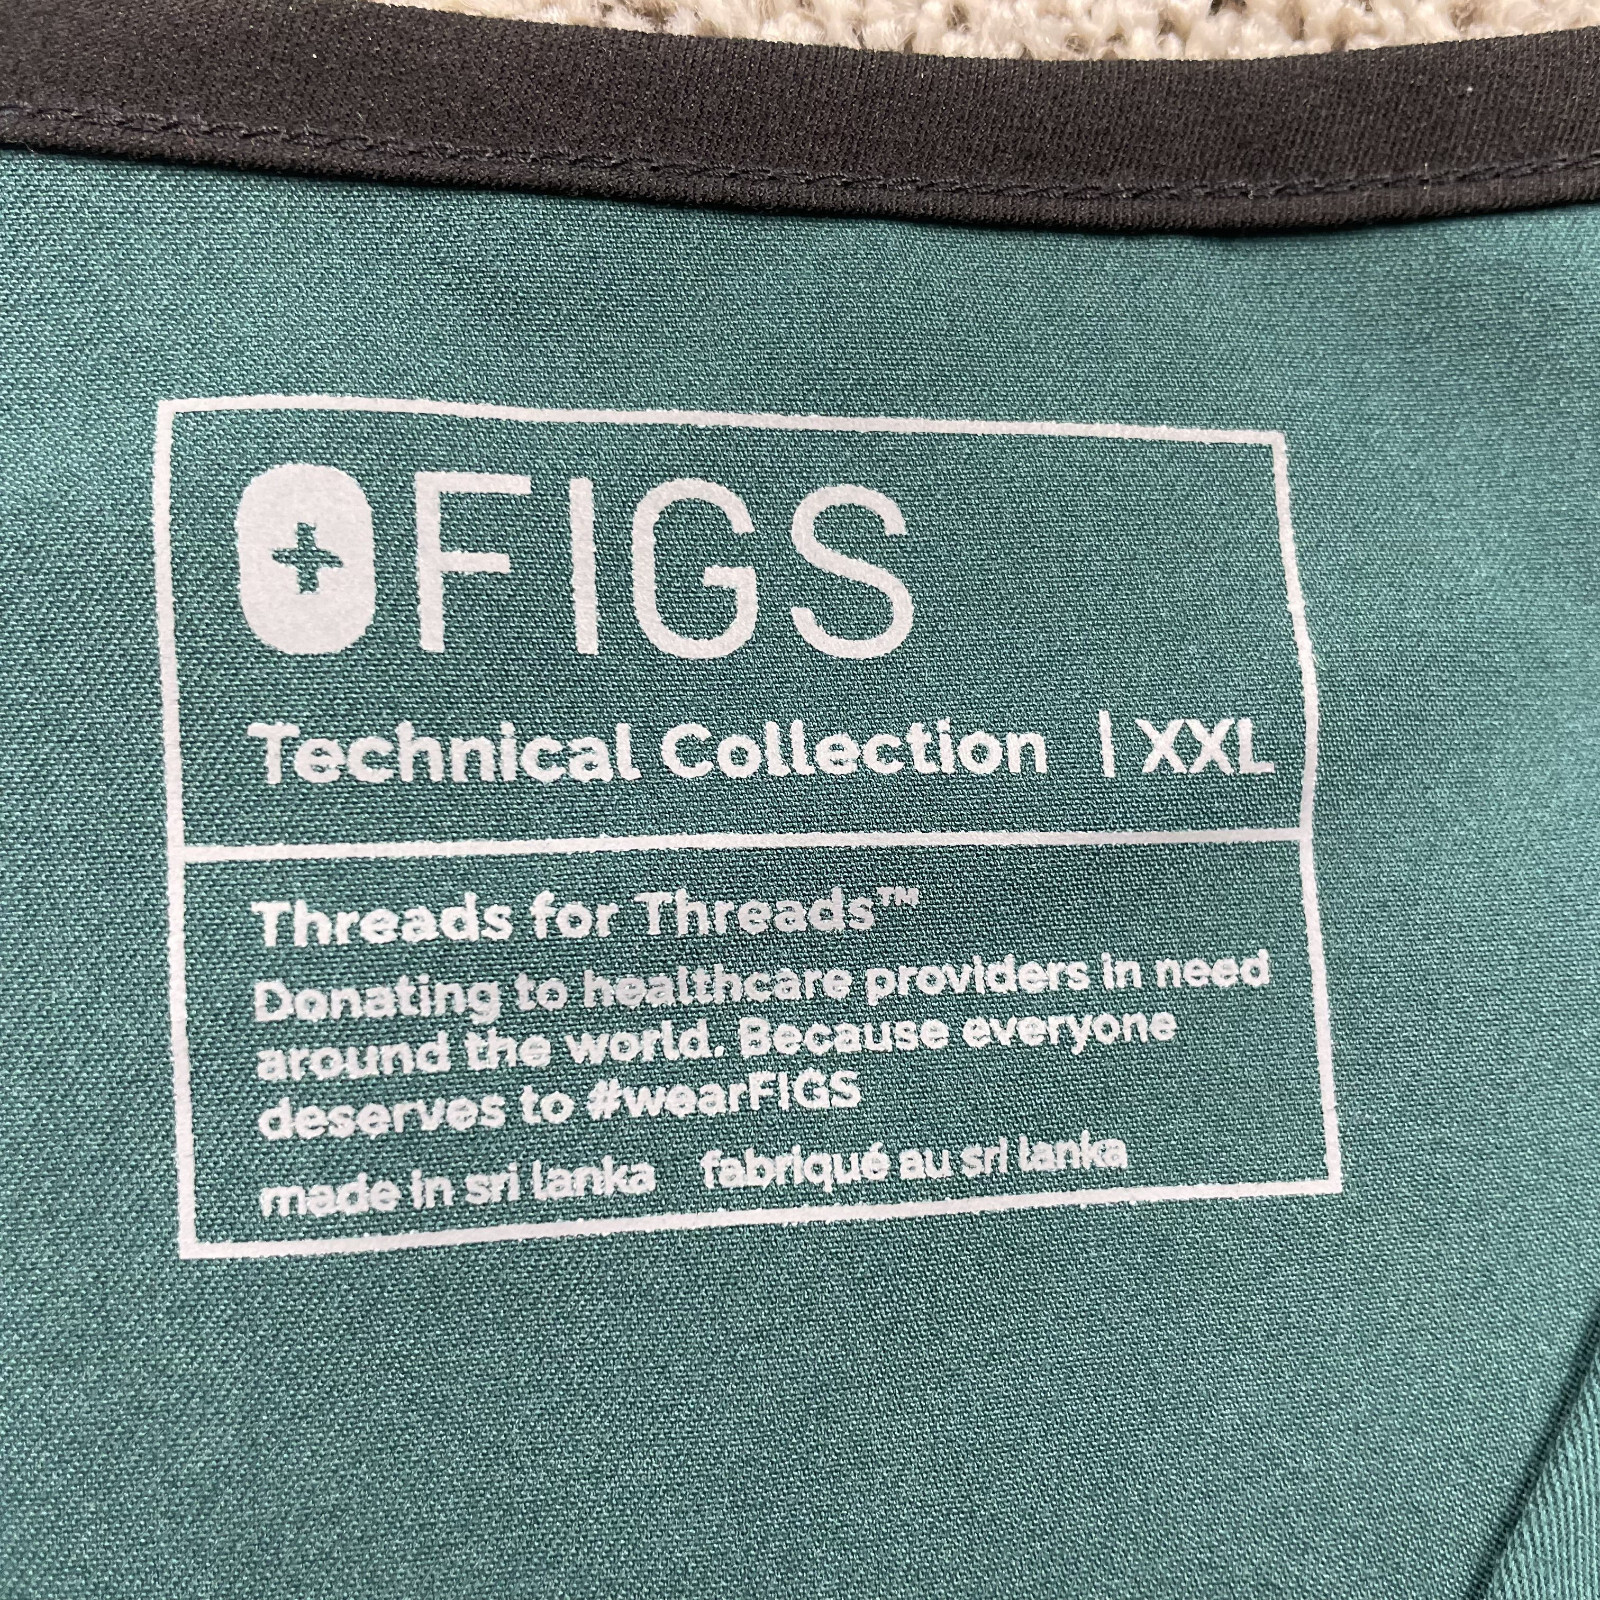 FIGS
Technical Collection | XXL
Threads for Threads™
Donating to healthcare providers in need
around the world. Because everyone
deserves to #wearFIGS
made in sri lanka fabriqué au sri lanka